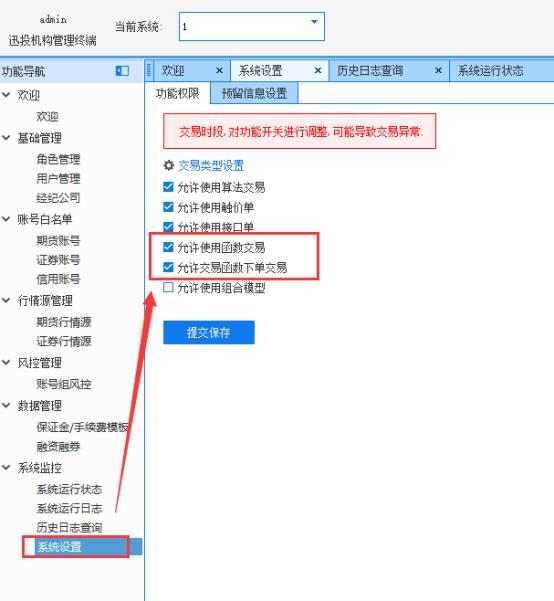 admin
迅投机构管理终端
当前系统:
1
功能导航
欢迎
系统设置
历史日志查询
系统运行状态
功能权限
预留信息设置
欢迎
欢迎
基础管理
角色管理
用户管理
经纪公司
账号白名单
期货账号
证券账号
信用账号
行情源管理
期货行情源
证券行情源
风控管理
账号组风控
数据管理
保证金/手续费模板
融资融券
系统监控
系统运行状态
系统运行日志
历史日志查询
系统设置
交易时段, 对功能开关进行调整, 可能导致交易异常.
交易类型设置
允许使用算法交易
允许使用触价单
允许使用接口单
允许使用函数交易
允许交易函数下单交易
允许使用组合模型
提交保存